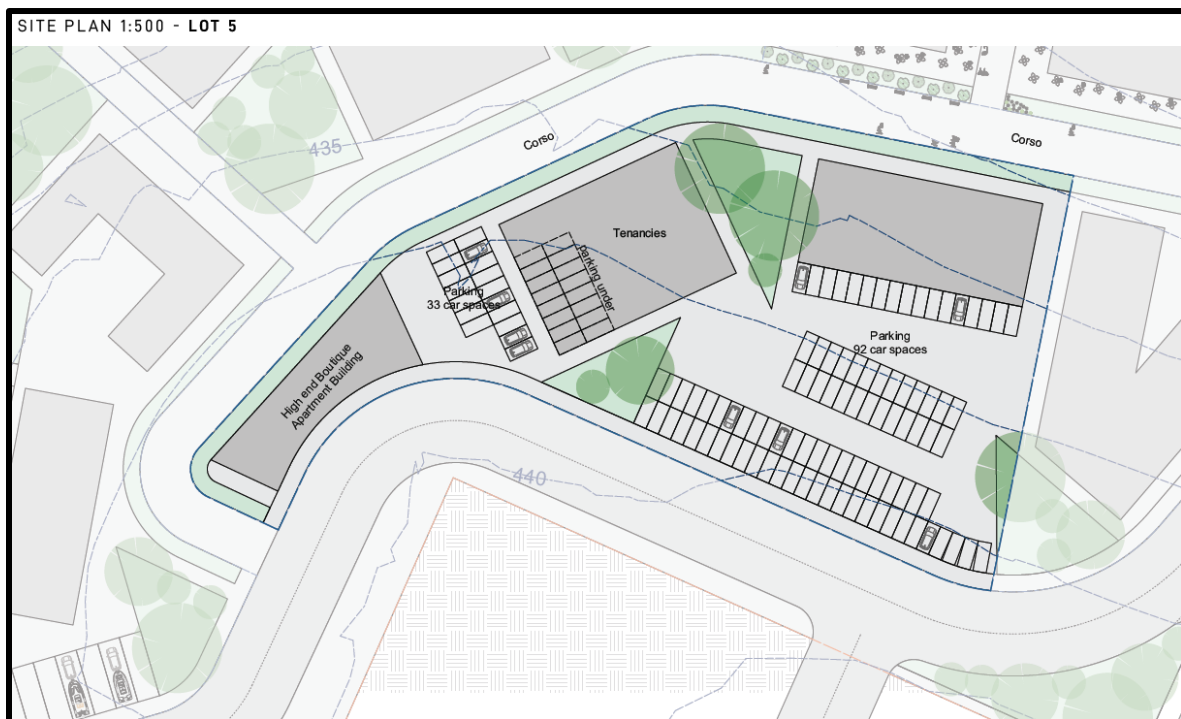 SITE PLAN 1:500 - LOT 5
435
Corso
Corso
Tenancies
parking under
Parking
33 car spaces
Parking
92 car spaces
High end Boutique
Apartment Building
440